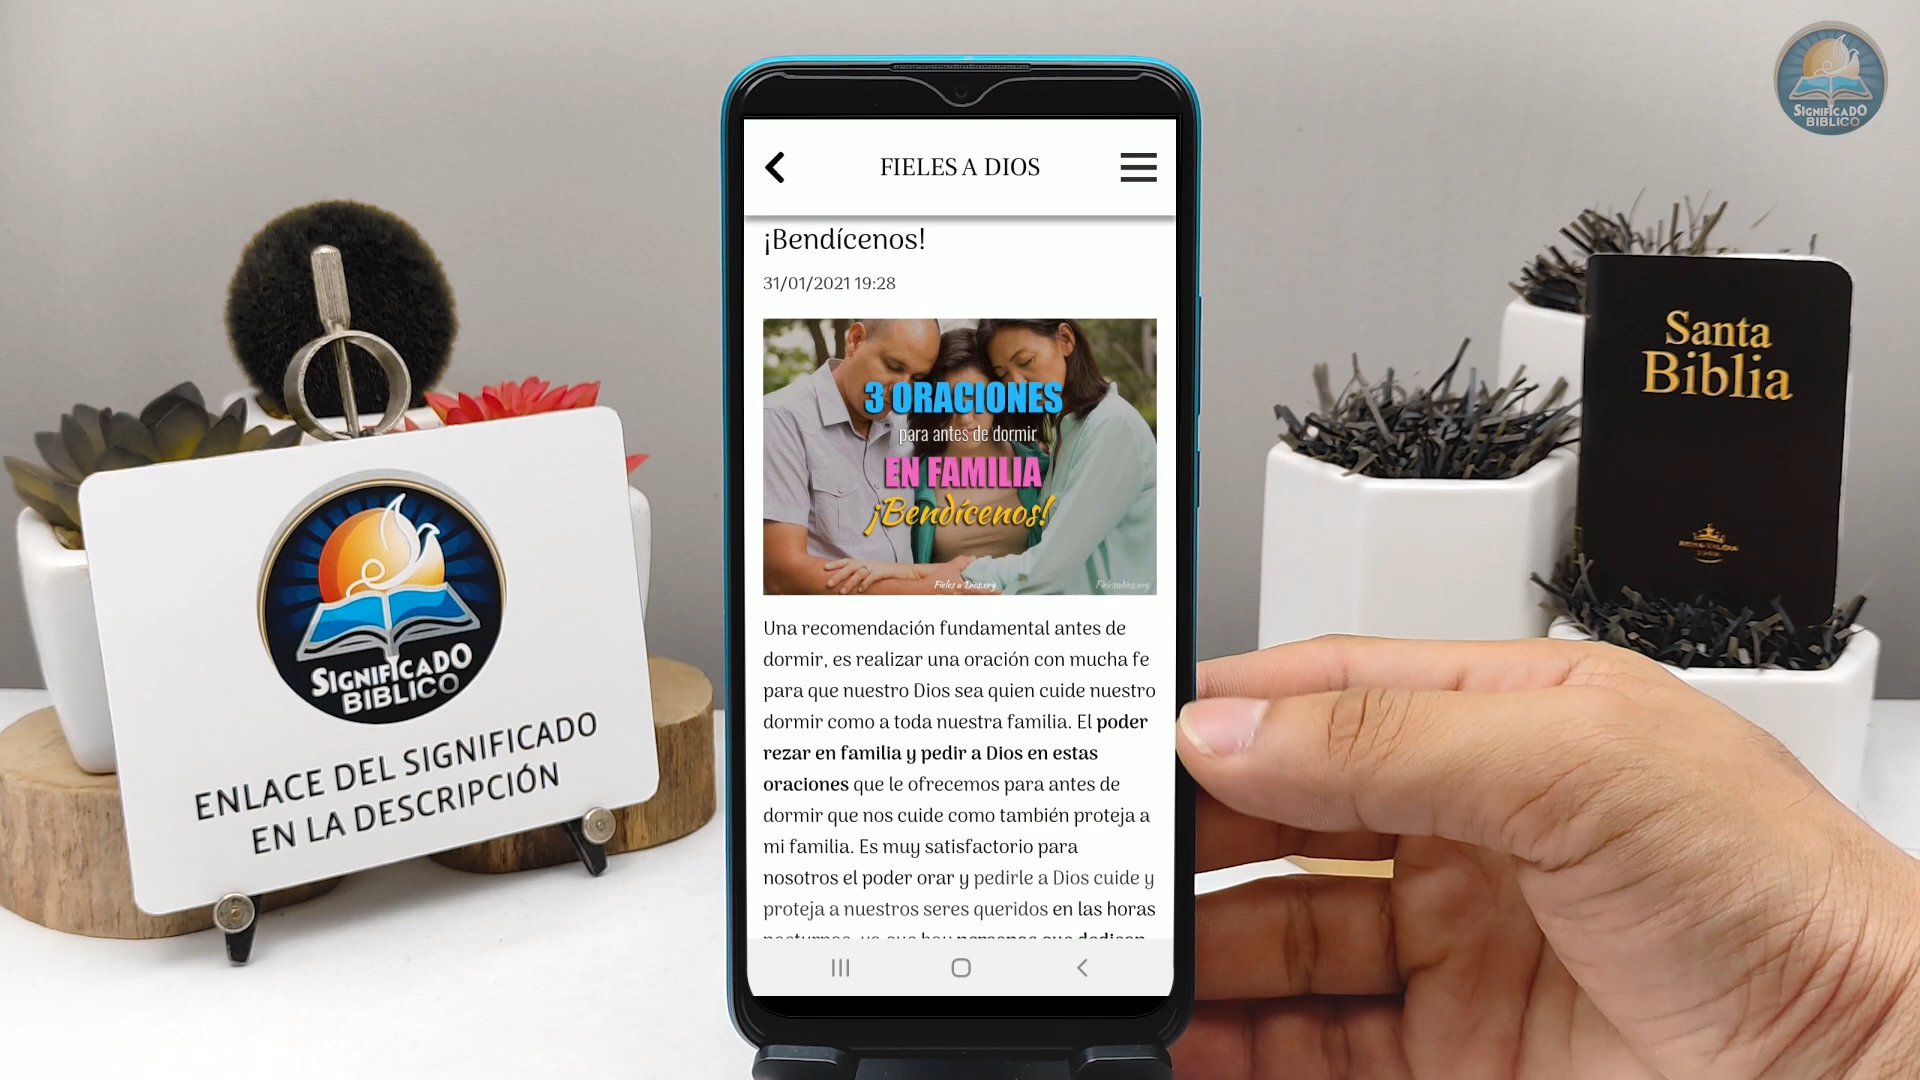 SIGNIFICADO
BIBLICO
FIELES A DIOS
¡Bendícenos!
31/01/2021 19:28
3 ORACIONES
para antes de dormir
EN FAMILIA
¡Bendícenos!
Fieles a Dios.org
Fielesadios.org
Una recomendación fundamental antes de
dormir, es realizar una oración con mucha fe
para que nuestro Dios sea quien cuide nuestro
dormir como a toda nuestra familia. El poder
rezar en familia y pedir a Dios en estas
oraciones que le ofrecemos para antes de
dormir que nos cuide como también proteja a
mi familia. Es muy satisfactorio para
nosotros el poder orar y pedirle a Dios cuide y
proteja a nuestros seres queridos en las horas
Santa
Biblia
REINA-VALERA
1960
SIGNIFICADO
BIBLICO
ENLACE DEL SIGNIFICADO
EN LA DESCRIPCIÓN